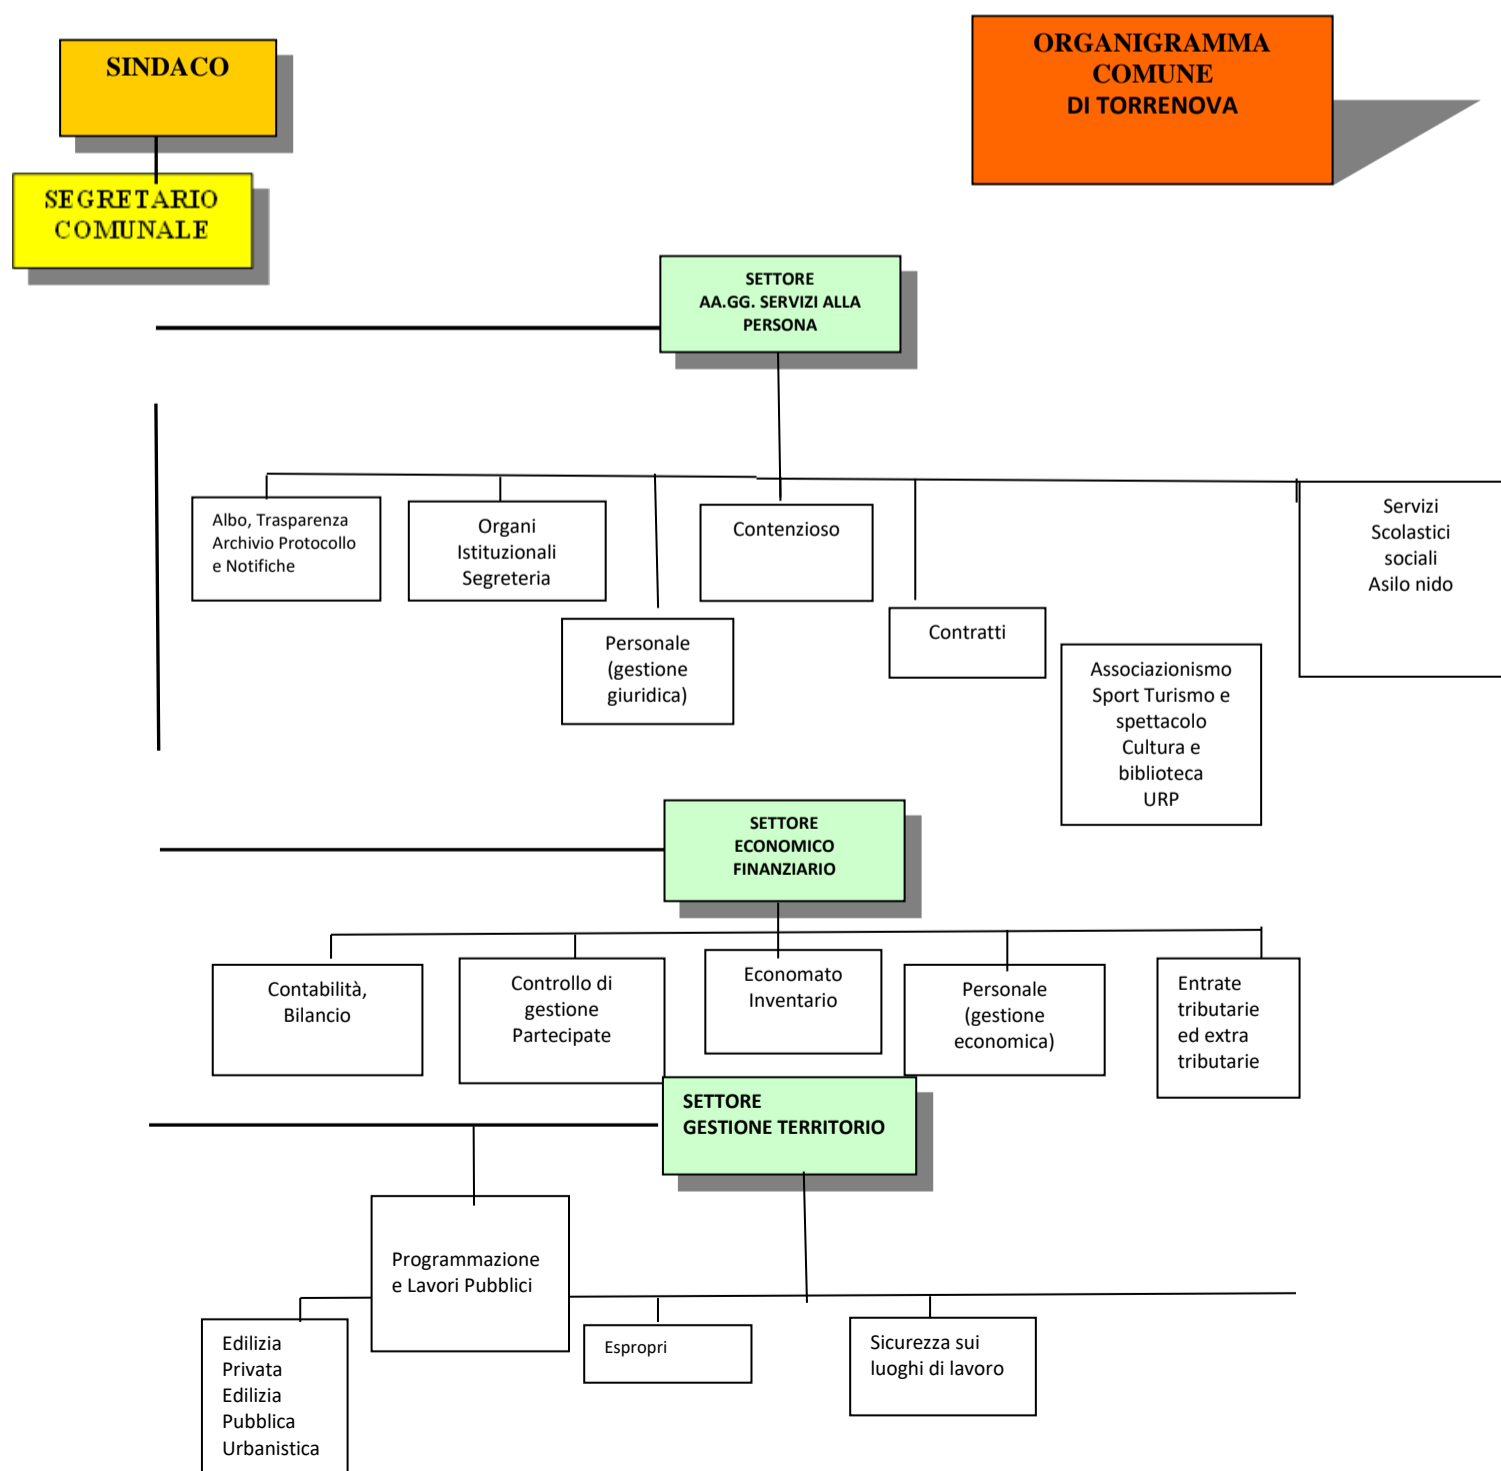 SINDACO
ORGANIGRAMMA
COMUNE
DI TORRENOVA
SEGRETARIO
COMUNALE
SETTORE
AA.GG. SERVIZI ALLA
PERSONA
Albo, Trasparenza
Archivio Protocollo
e Notifiche
Organi
Istituzionali
Segreteria
Personale
(gestione
giuridica)
Contenzioso
Contratti
Associazionismo
Sport Turismo e
spettacolo
Cultura e
biblioteca
URP
Servizi
Scolastici
sociali
Asilo nido
SETTORE
ECONOMICO
FINANZIARIO
Contabilità,
Bilancio
Controllo di
gestione
Partecipate
Economato
Inventario
Personale
(gestione
economica)
Entrate
tributarie
ed extra
tributarie
SETTORE
GESTIONE TERRITORIO
Programmazione
e Lavori Pubblici
Edilizia
Privata
Edilizia
Pubblica
Urbanistica
Espropri
Sicurezza sui
luoghi di lavoro